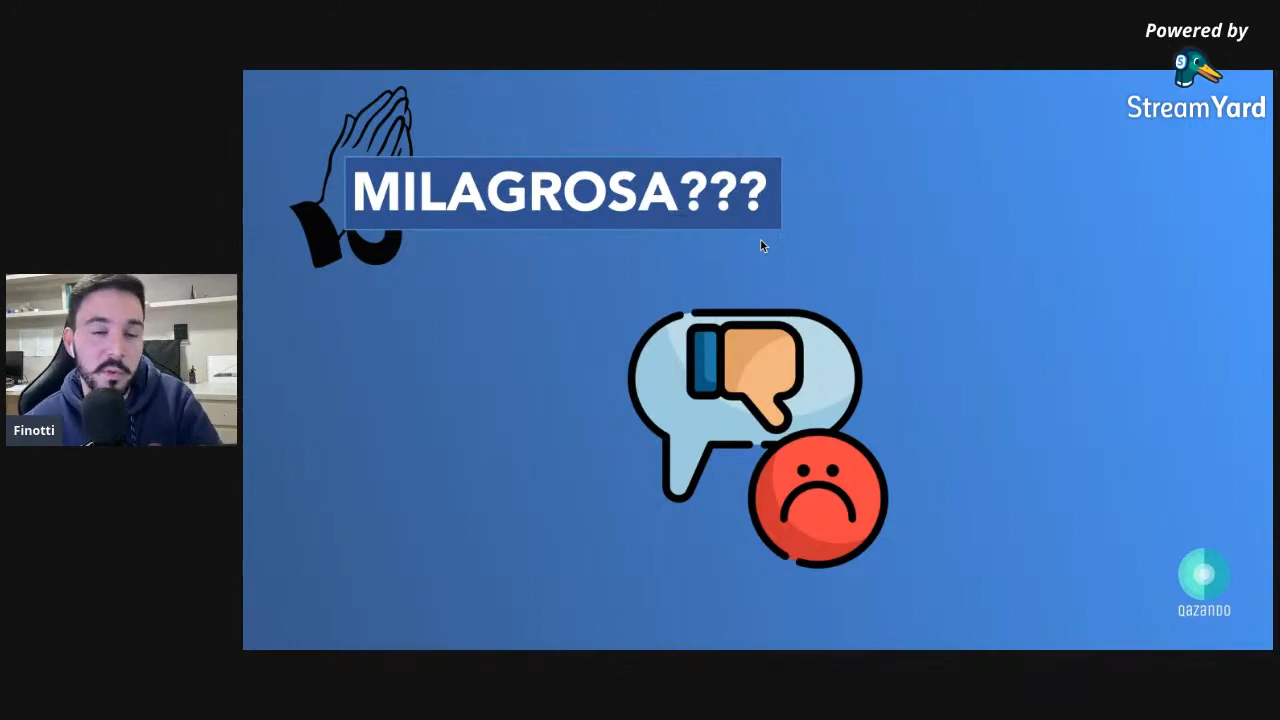 Powered by
S
StreamYard
MILAGROSA???
Finotti
QAZANDO